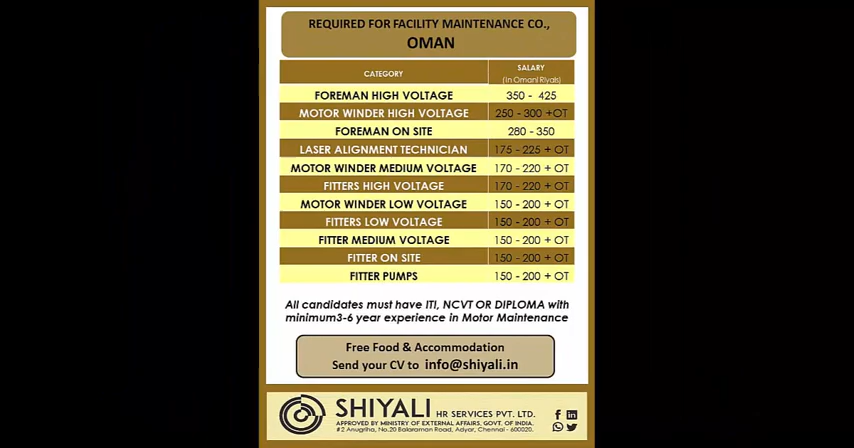 REQUIRED FOR FACILITY MAINTENANCE CO.,
OMAN
CATEGORY SALARY (in Omani Riyals)
FOREMAN HIGH VOLTAGE 350 - 425
MOTOR WINDER HIGH VOLTAGE 250 - 300 +OT
FOREMAN ON SITE 280 - 350
LASER ALIGNMENT TECHNICIAN 175 - 225 + OT
MOTOR WINDER MEDIUM VOLTAGE 170 - 220 + OT
FITTERS HIGH VOLTAGE 170 - 220 + OT
MOTOR WINDER LOW VOLTAGE 150 - 200 + OT
FITTERS LOW VOLTAGE 150 - 200 + OT
FITTER MEDIUM VOLTAGE 150 - 200 + OT
FITTER ON SITE 150 - 200 + OT
FITTER PUMPS 150 - 200 + OT
All candidates must have ITI, NCVT OR DIPLOMA with
minimum3-6 year experience in Motor Maintenance
Free Food & Accommodation
Send your CV to info@shiyali.in
SHIYALI HR SERVICES PVT. LTD.
APPROVED BY MINISTRY OF EXTERNAL AFFAIRS, GOVT. OF INDIA.
# 2 Anugriha, No.20 Balaraman Road, Adyar, Chennai - 600020.